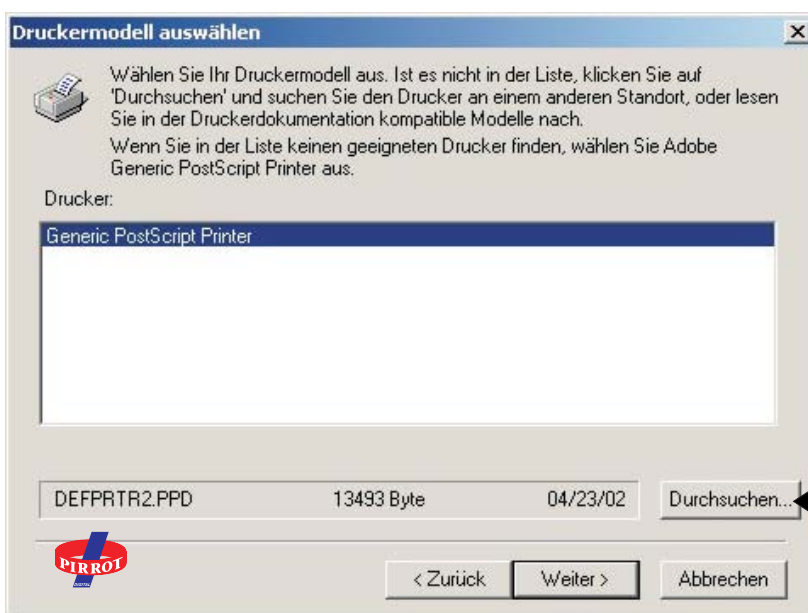 Druckermodell auswählen
Wählen Sie Ihr Druckermodell aus. Ist es nicht in der Liste, klicken Sie auf
'Durchsuchen' und suchen Sie den Drucker an einem anderen Standort, oder lesen
Sie in der Druckerdokumentation kompatible Modelle nach.
Wenn Sie in der Liste keinen geeigneten Drucker finden, wählen Sie Adobe
Generic PostScript Printer aus.
Drucker:
Generic PostScript Printer
DEFPRTR2.PPD 13493 Byte 04/23/02 Durchsuchen...
PIRROT
< Zurück Weiter > Abbrechen